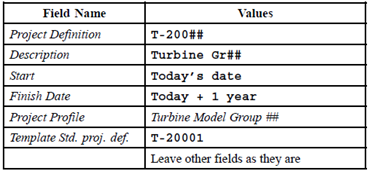 Field Name Values
Project Definition T-200##
Description Turbine Gr##
Start Today's date
Finish Date Today + 1 year
Project Profile Turbine Model Group ##
Template Std. proj. def. T-20001
Leave other fields as they are